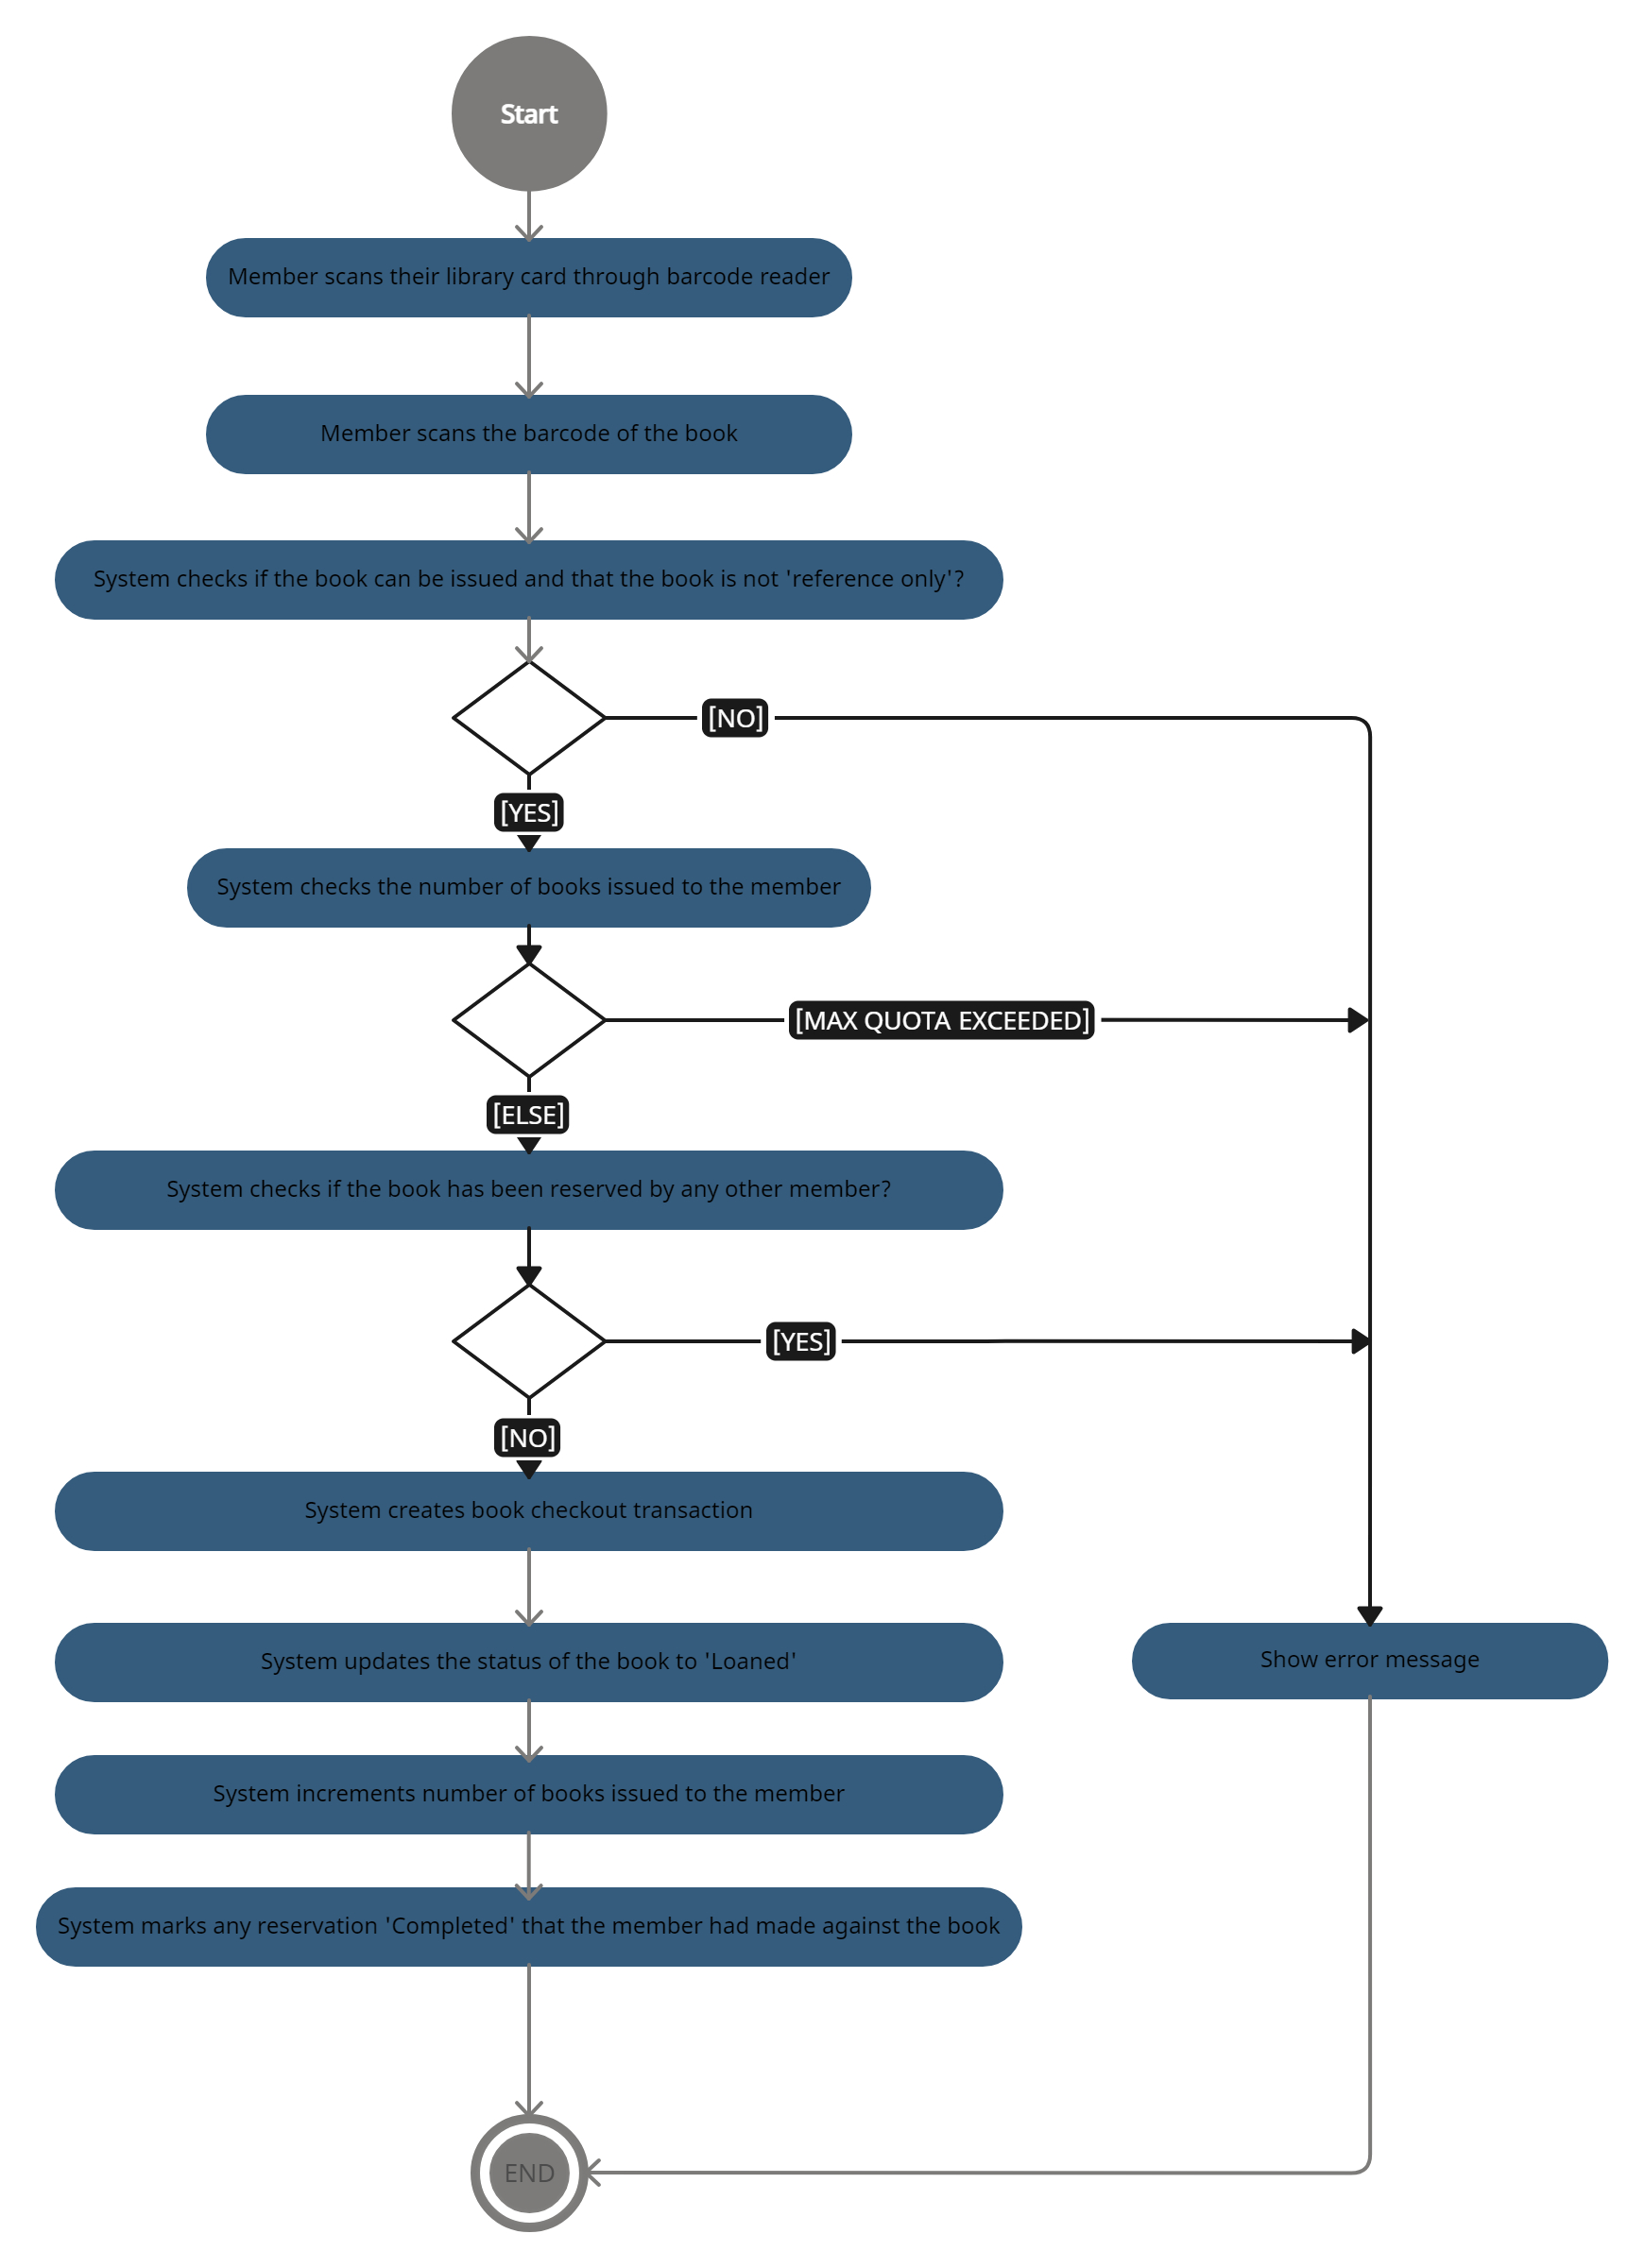 Start
Member scans their library card through barcode reader
Member scans the barcode of the book
System checks if the book can be issued and that the book is not 'reference only'?
[NO]
[YES]
System checks the number of books issued to the member
[MAX QUOTA EXCEEDED]
[ELSE]
System checks if the book has been reserved by any other member?
[YES]
[NO]
System creates book checkout transaction
System updates the status of the book to 'Loaned'
Show error message
System increments number of books issued to the member
System marks any reservation 'Completed' that the member had made against the book
END